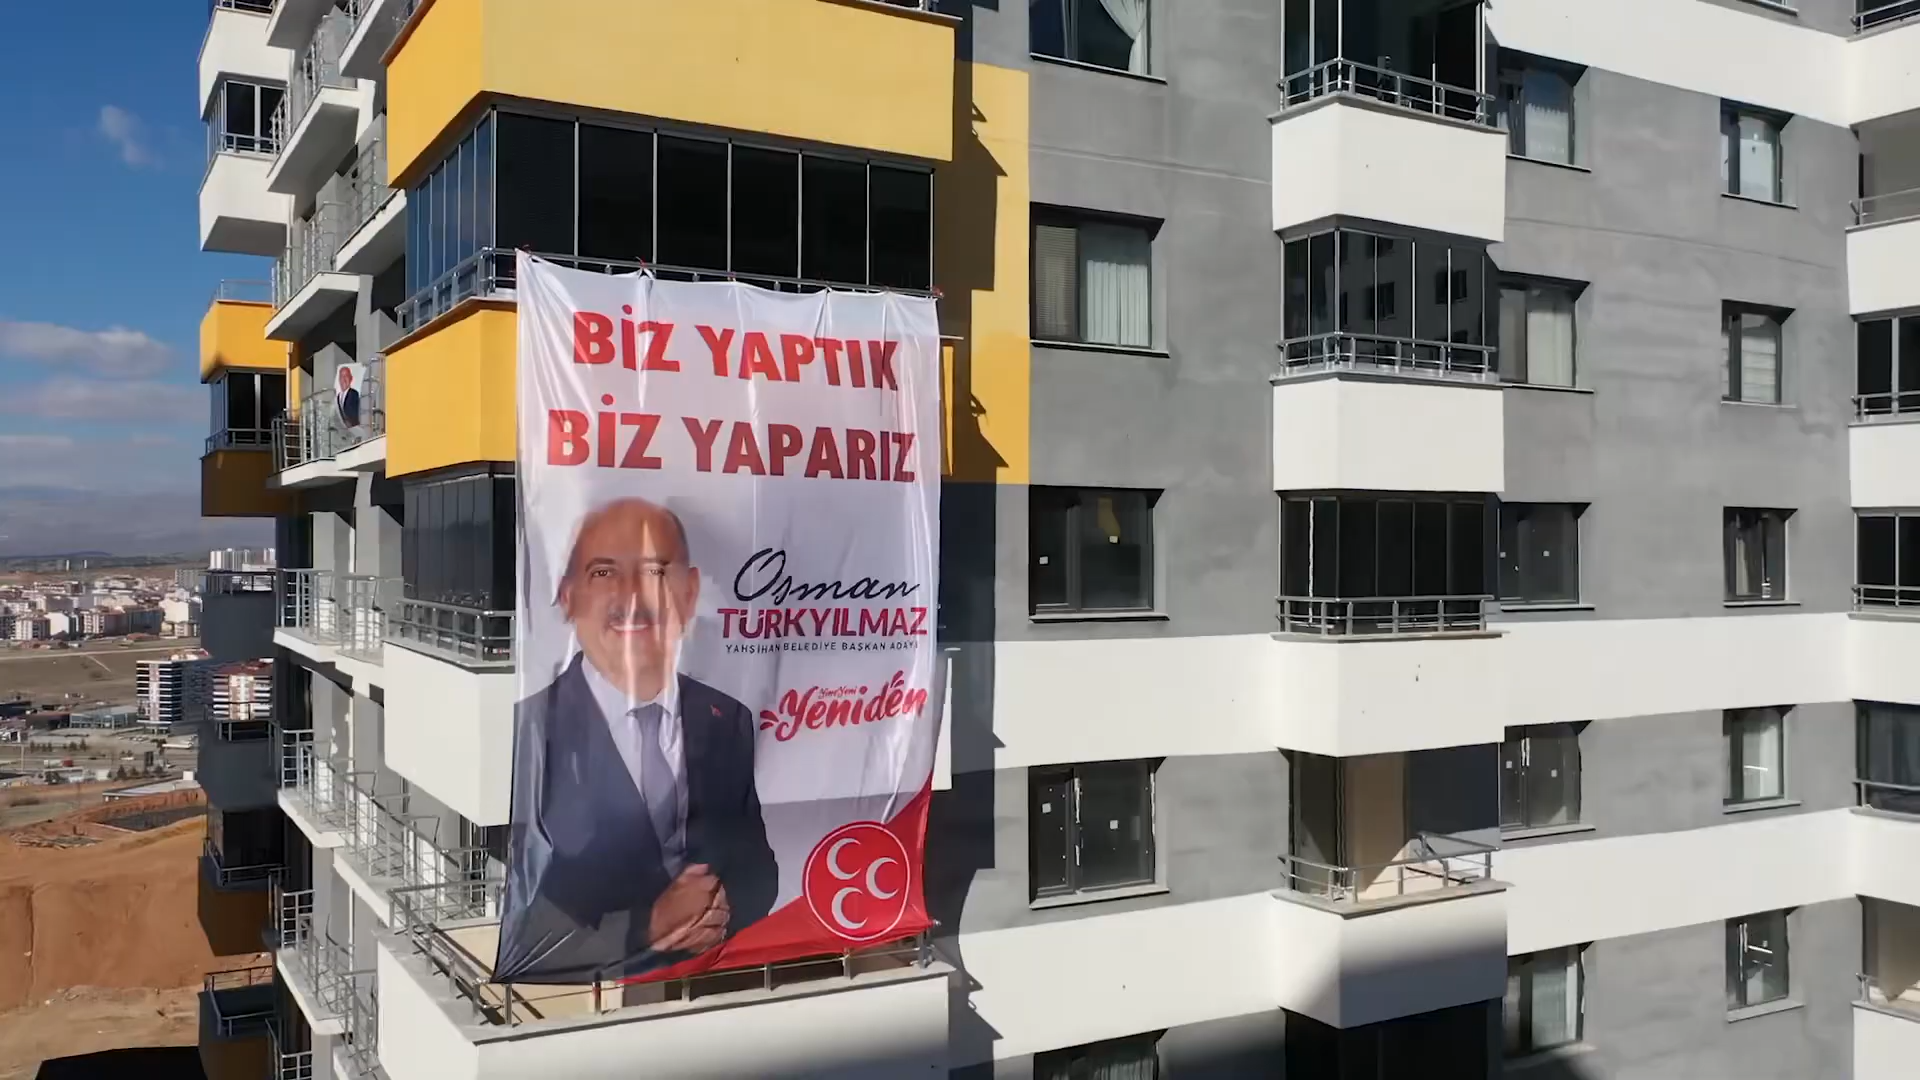 BİZ YAPTIK
BİZ YAPARIZ
Osman
TÜRKYILMAZ
YAHŞİHAN BELEDİYE BAŞKAN ADAYI
Yeniden